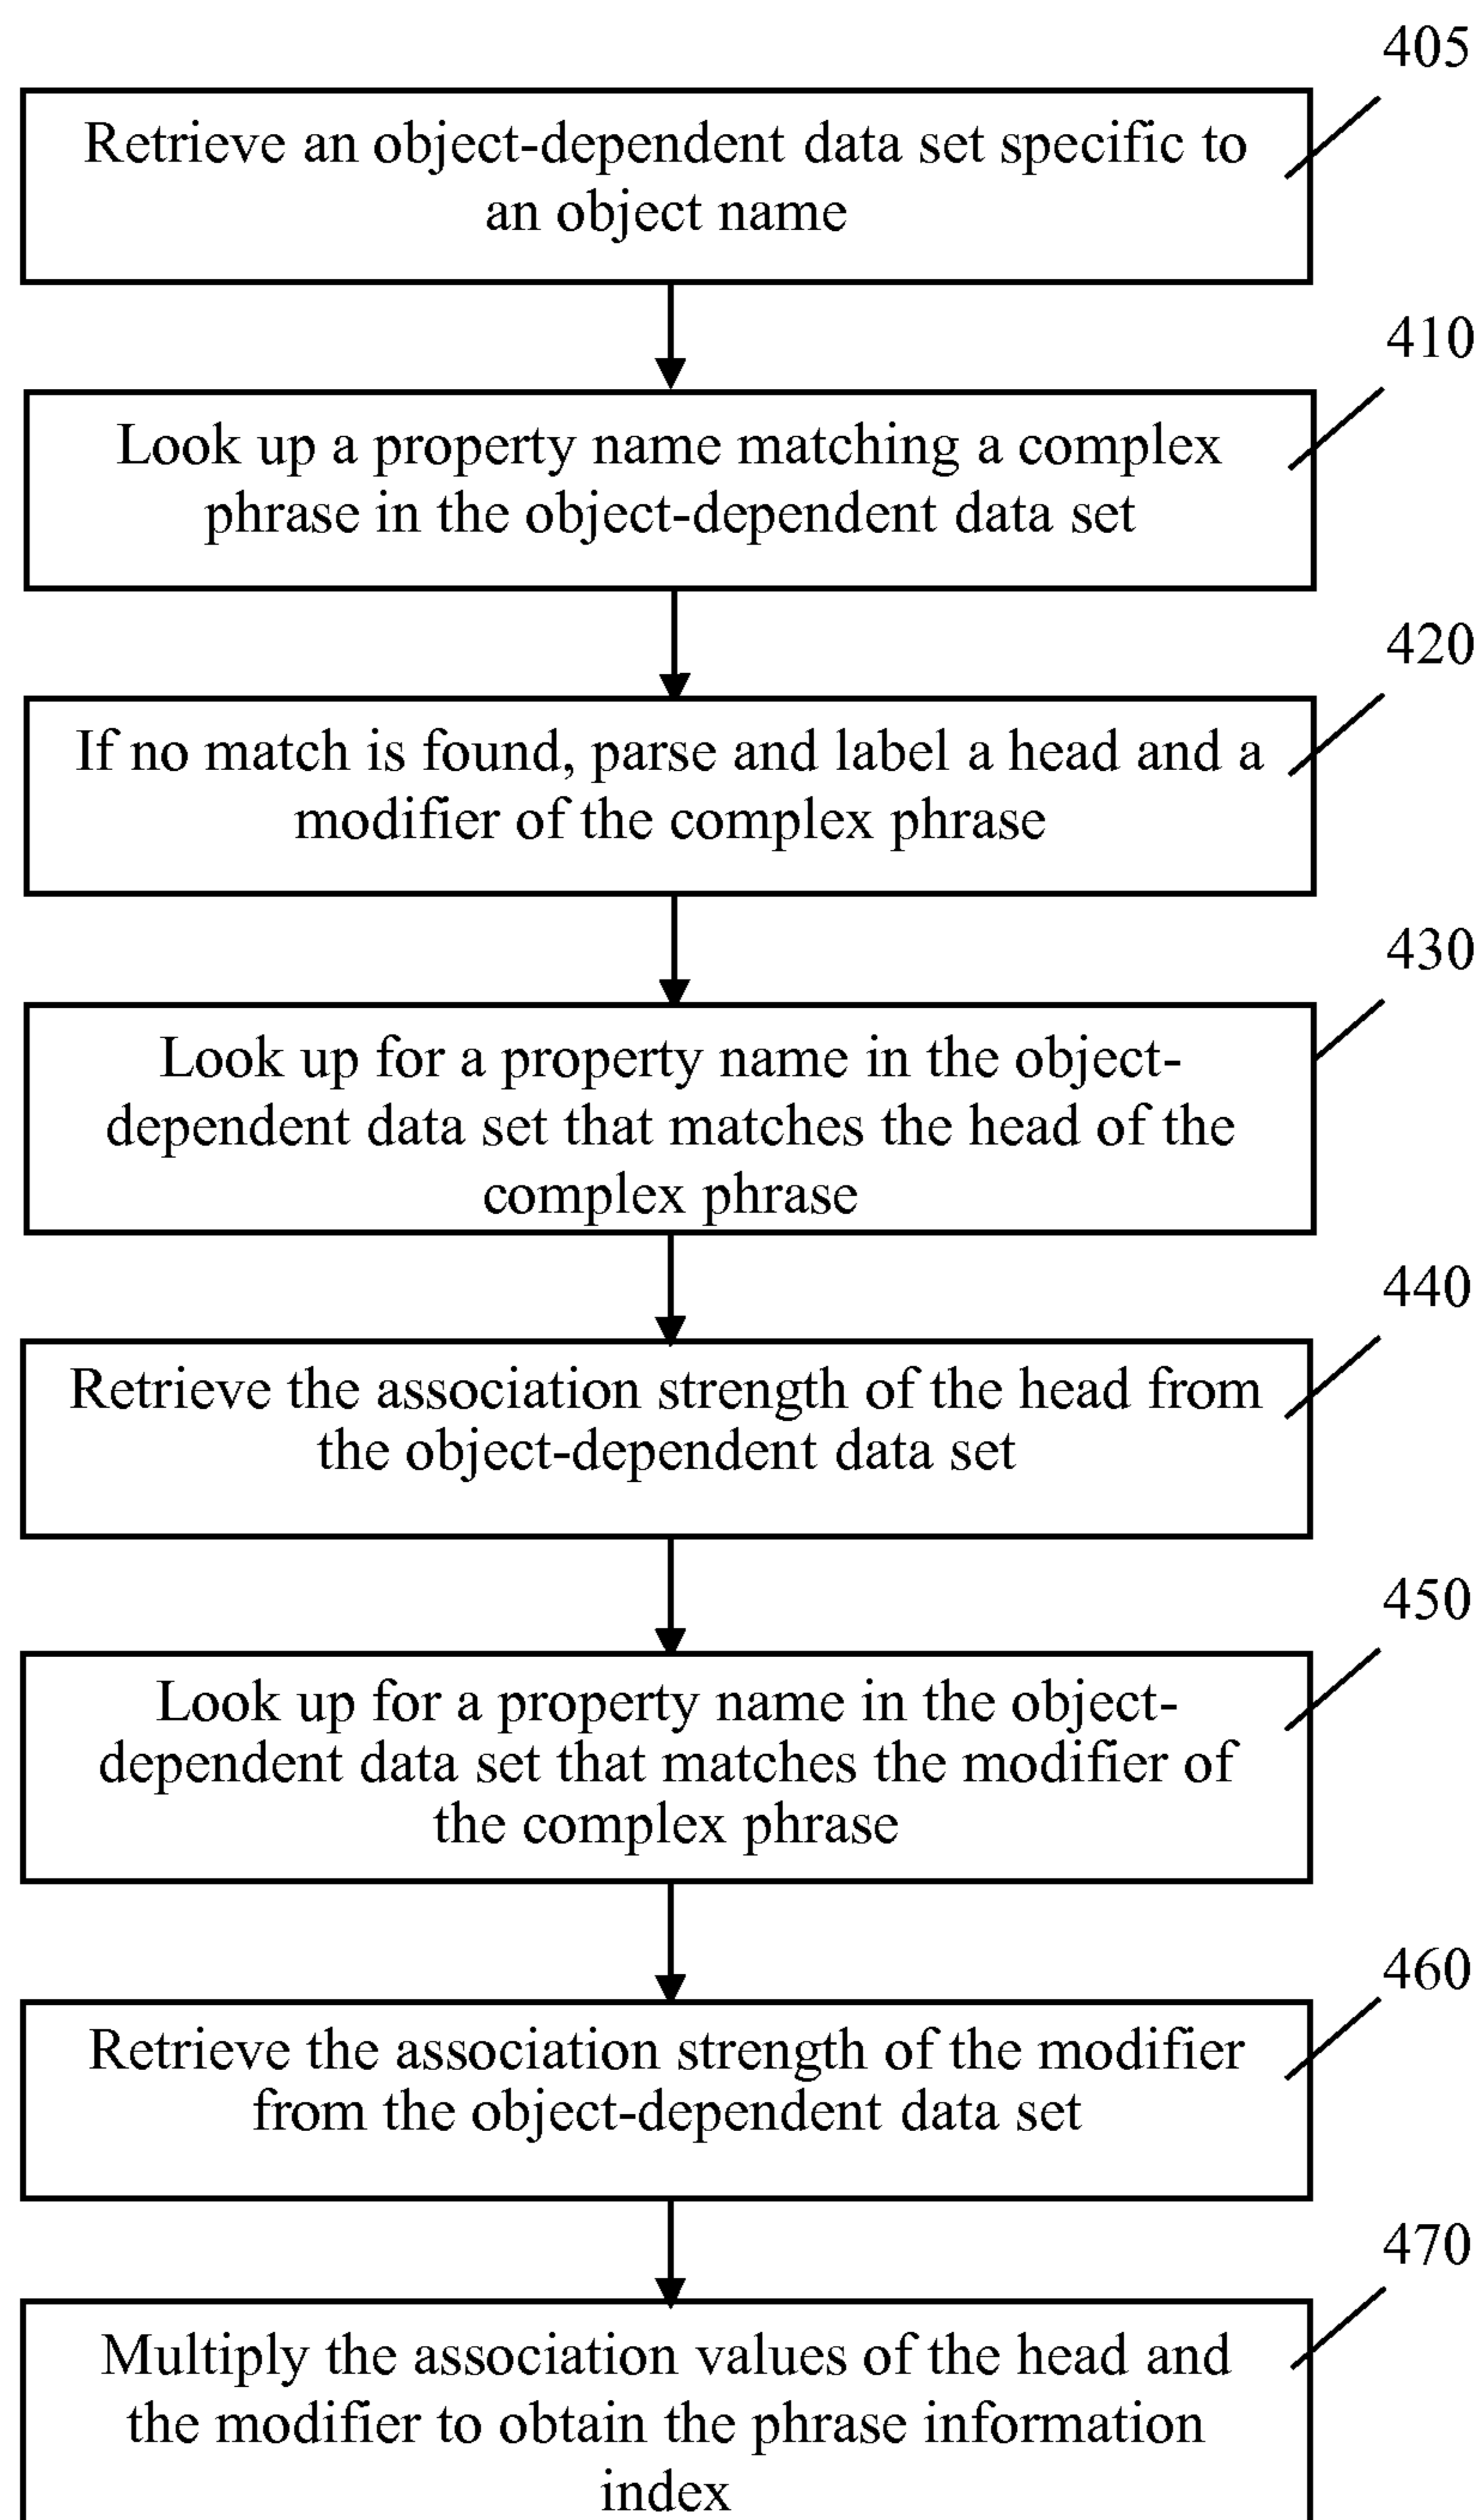 405
Retrieve an object-dependent data set specific to
an object name
410
Look up a property name matching a complex
phrase in the object-dependent data set
420
If no match is found, parse and label a head and a
modifier of the complex phrase
430
Look up for a property name in the object-
dependent data set that matches the head of the
complex phrase
440
Retrieve the association strength of the head from
the object-dependent data set
450
Look up for a property name in the object-
dependent data set that matches the modifier of
the complex phrase
460
Retrieve the association strength of the modifier
from the object-dependent data set
470
Multiply the association values of the head and
the modifier to obtain the phrase information
index